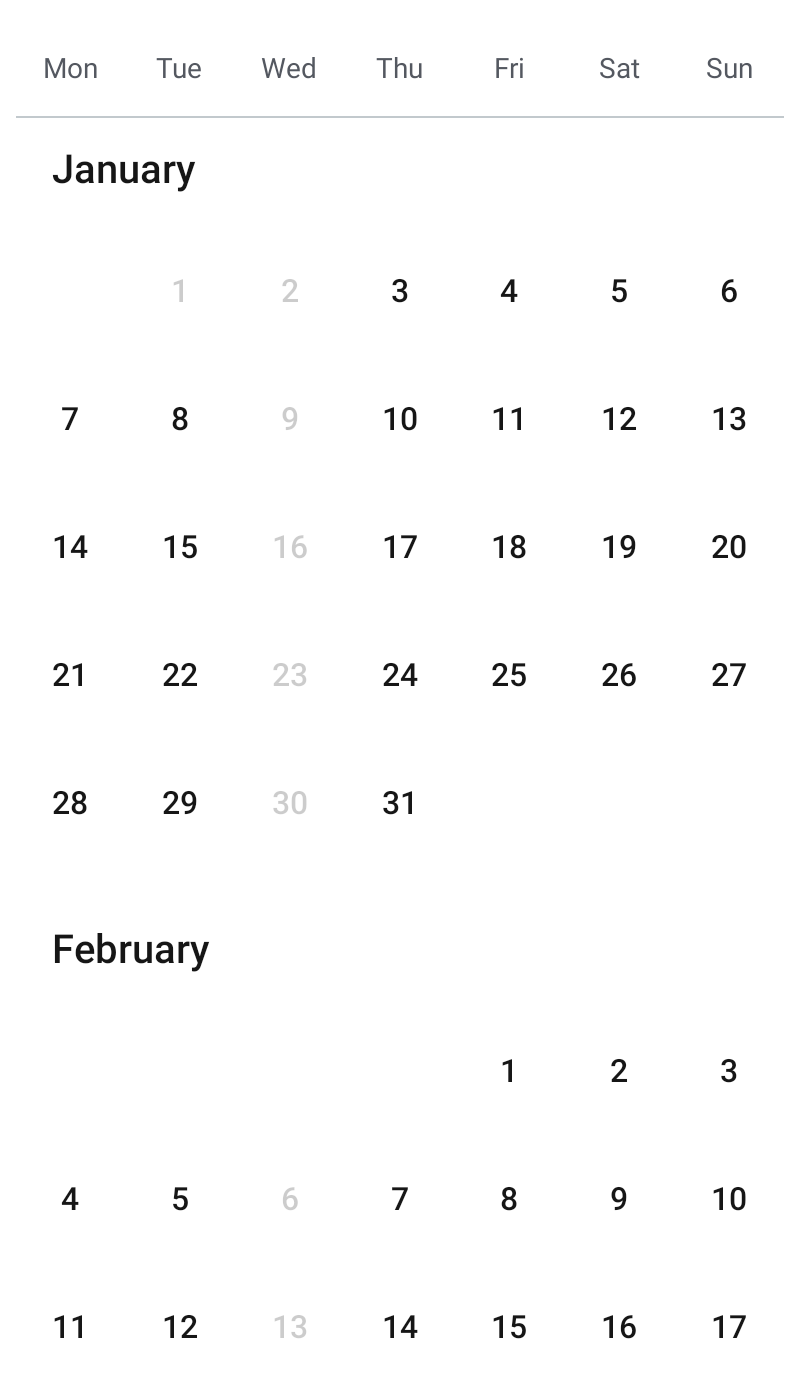 Mon Tue Wed Thu Fri Sat Sun
January
1 2 3 4 5 6
7 8 9 10 11 12 13
14 15 16 17 18 19 20
21 22 23 24 25 26 27
28 29 30 31
February
1 2 3
4 5 6 7 8 9 10
11 12 13 14 15 16 17